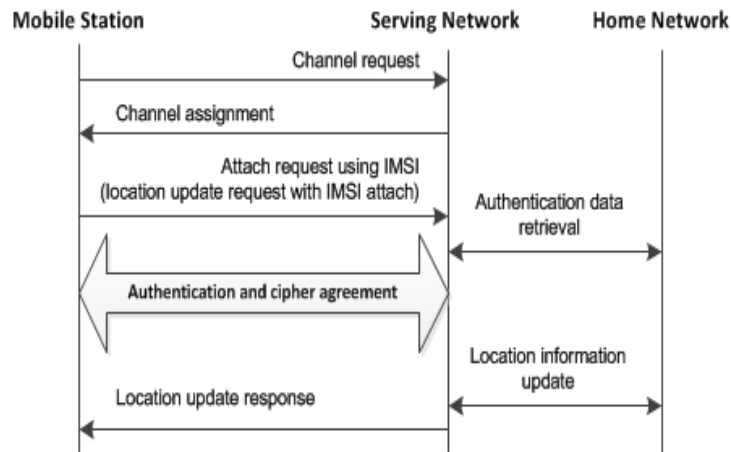 Mobile Station
Serving Network
Home Network
Channel request
Channel assignment
Attach request using IMSI
(location update request with IMSI attach)
Authentication data
retrieval
Authentication and cipher agreement
Location information
update
Location update response